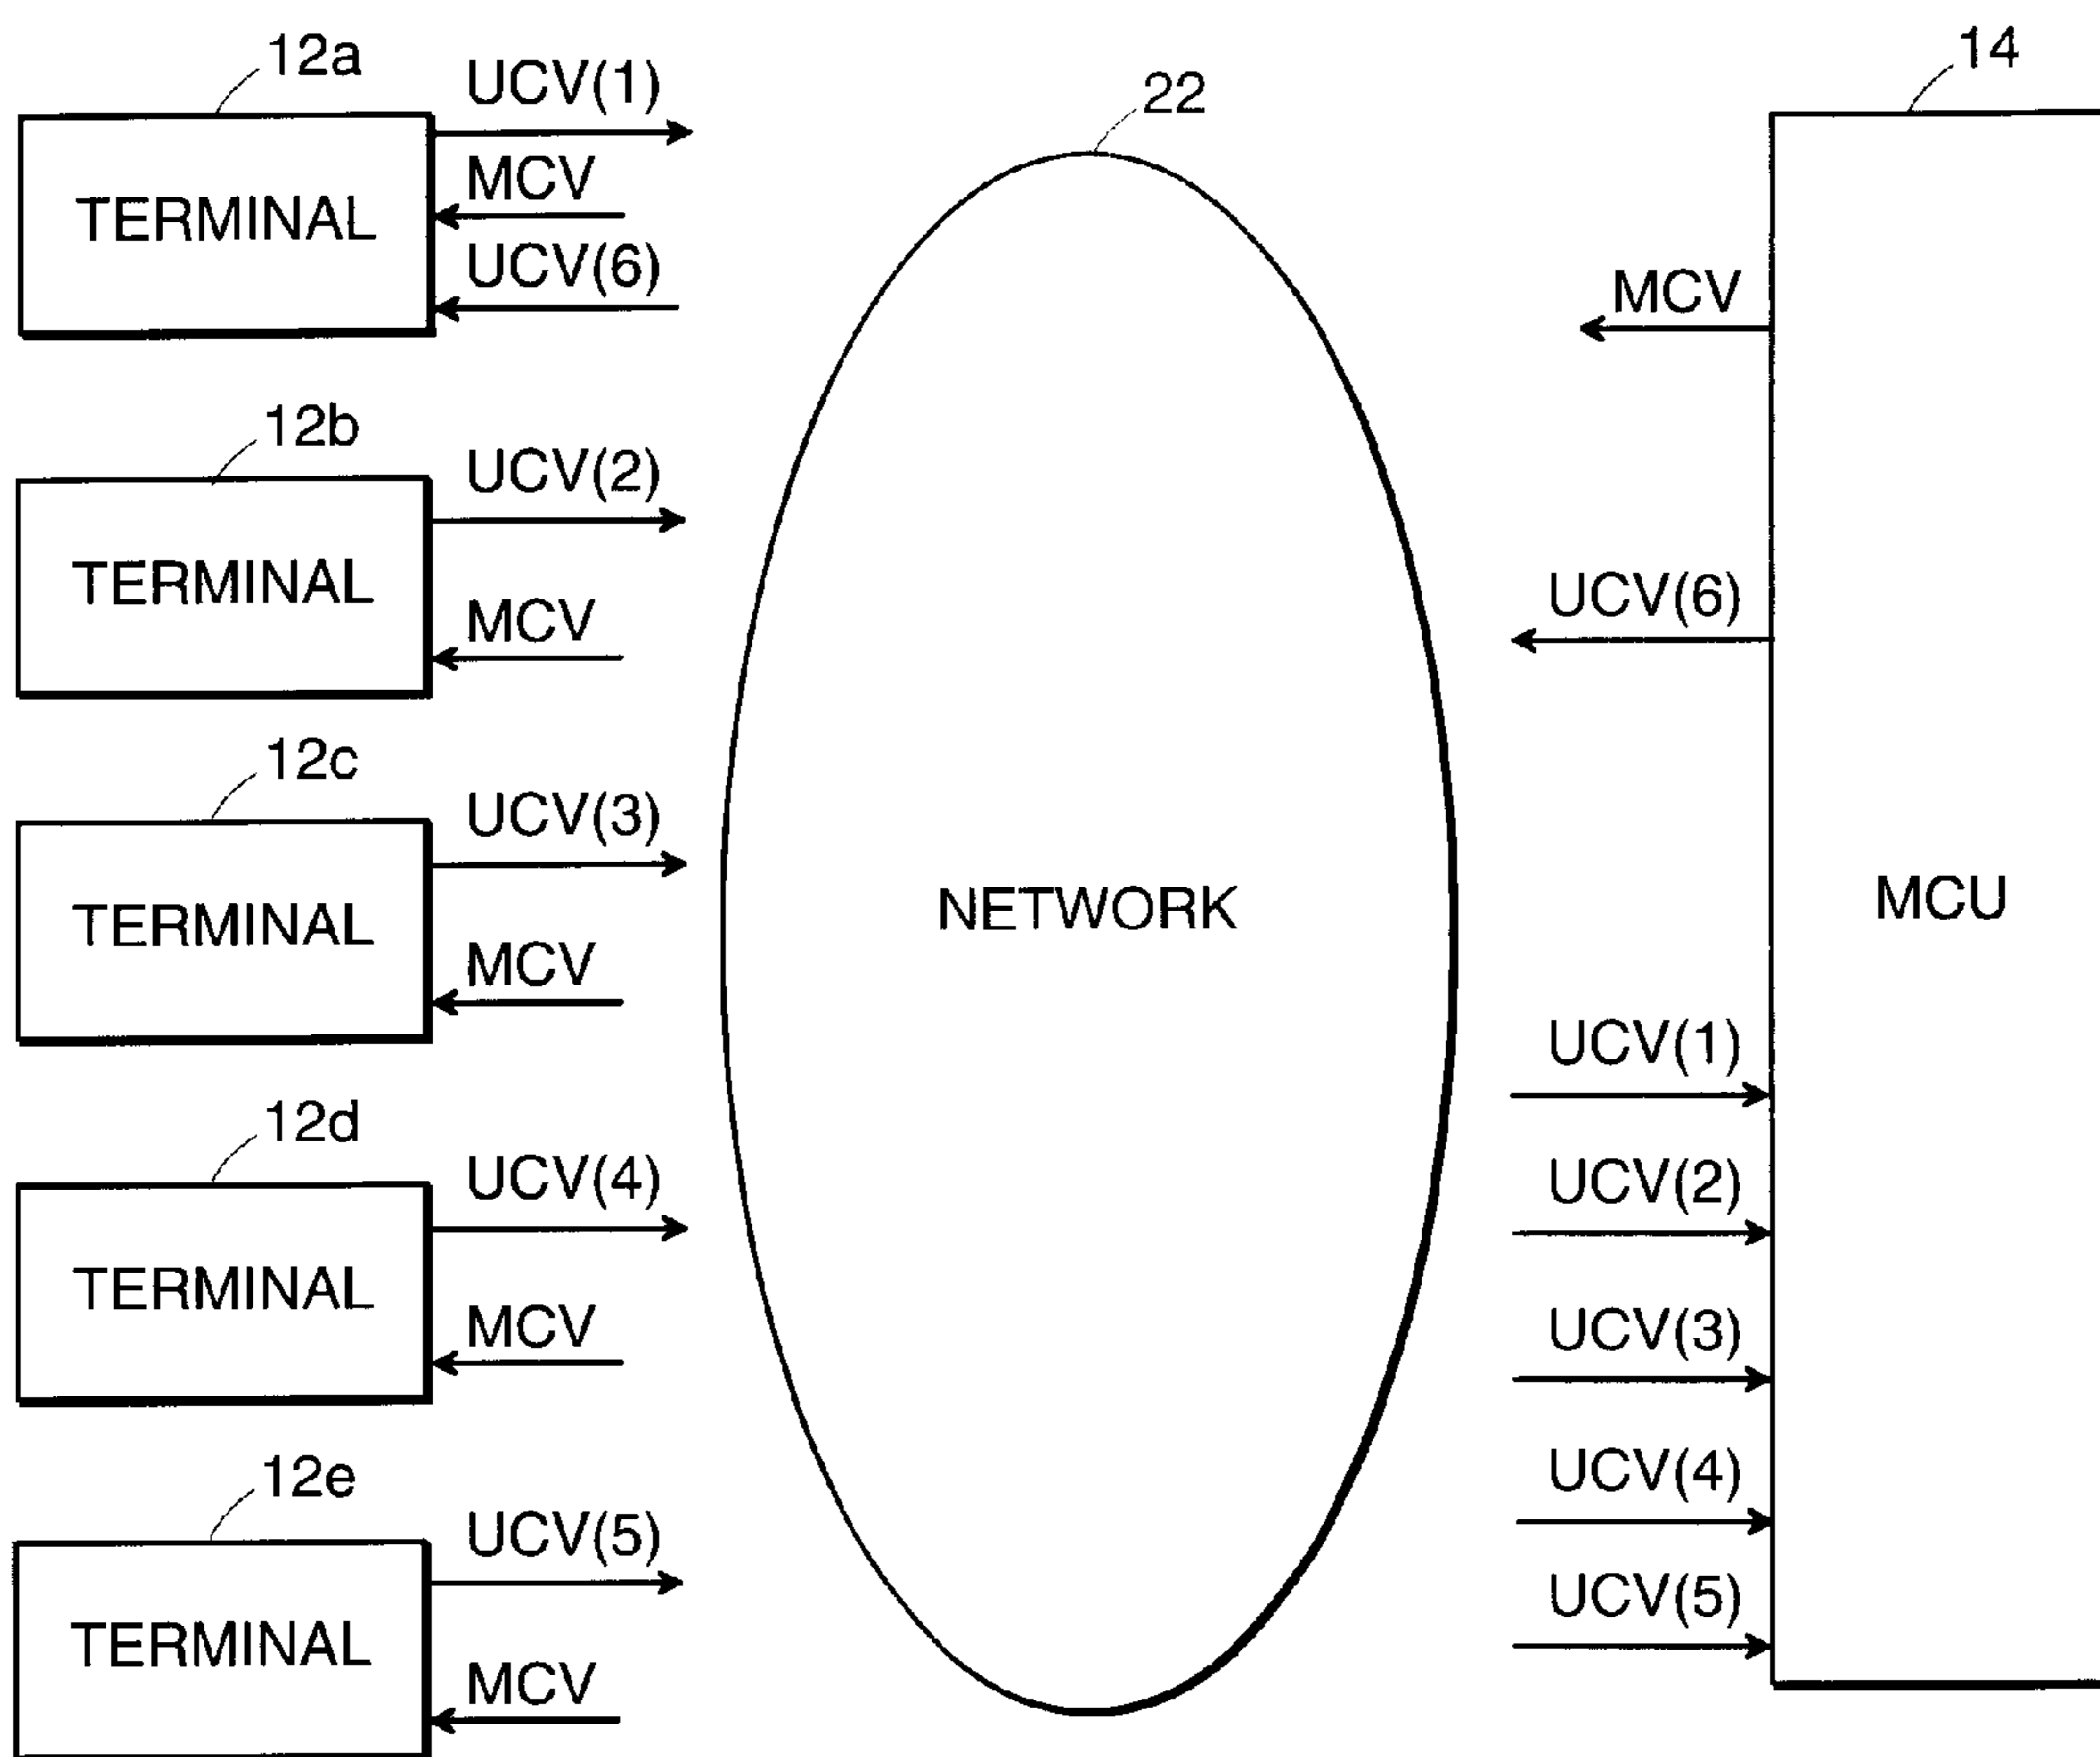 12a
UCV(1)
TERMINAL
MCV
UCV(6)
12b
UCV(2)
TERMINAL
MCV
12c
UCV(3)
TERMINAL
MCV
12d
UCV(4)
TERMINAL
MCV
12e
UCV(5)
TERMINAL
MCV
22
NETWORK
14
MCV
UCV(6)
MCU
UCV(1)
UCV(2)
UCV(3)
UCV(4)
UCV(5)